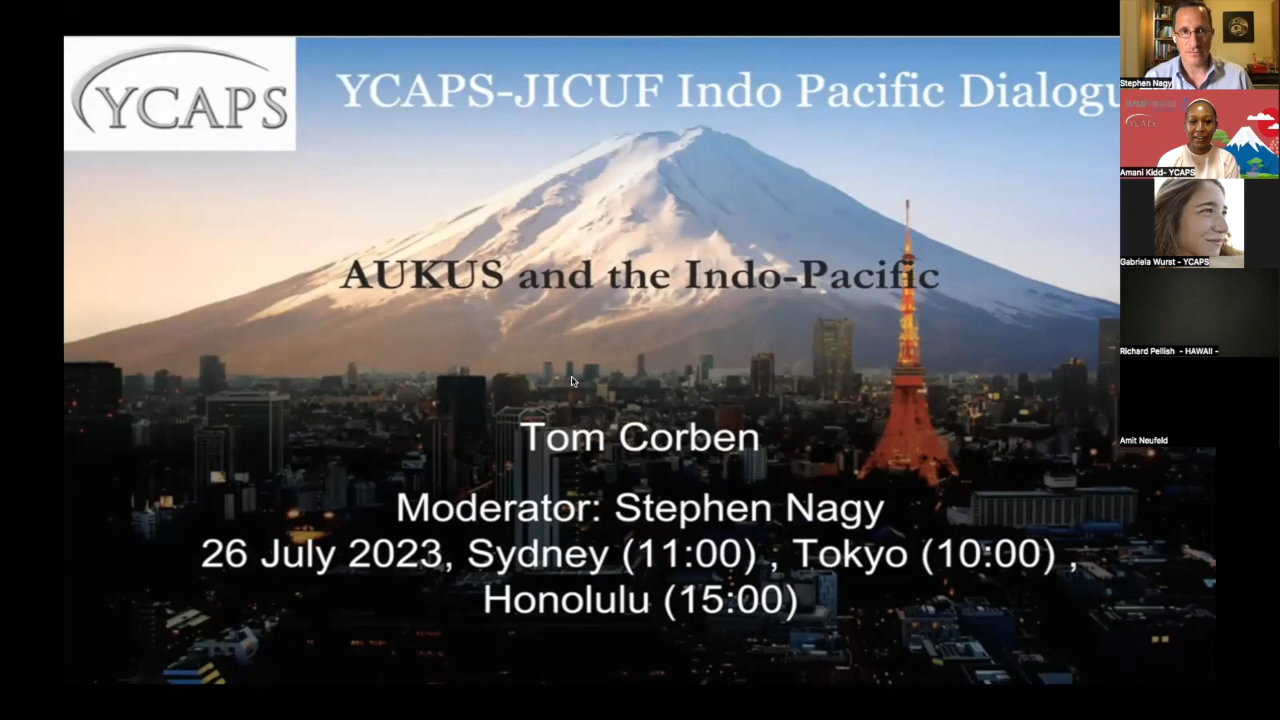 YCAPS
YCAPS-JICUF Indo Pacific Dialogu
AUKUS and the Indo-Pacific
Tom Corben
Moderator: Stephen Nagy
26 July 2023, Sydney (11:00) , Tokyo (10:00) ,
Honolulu (15:00)
Stephen Nagy
YCAPS
Amani Kidd- YCAPS
Gabriela Wurst - YCAPS
Richard Pellish - HAWAII -
Amit Neufeld